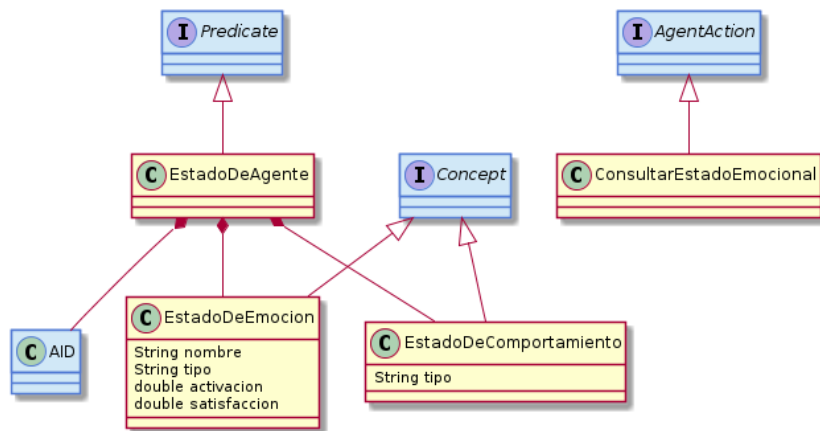 I Predicate
I AgentAction
C EstadoDeAgente
I Concept
C ConsultarEstadoEmocional
C AID
C EstadoDeEmocion
String nombre
String tipo
double activacion
double satisfaccion
C EstadoDeComportamiento
String tipo